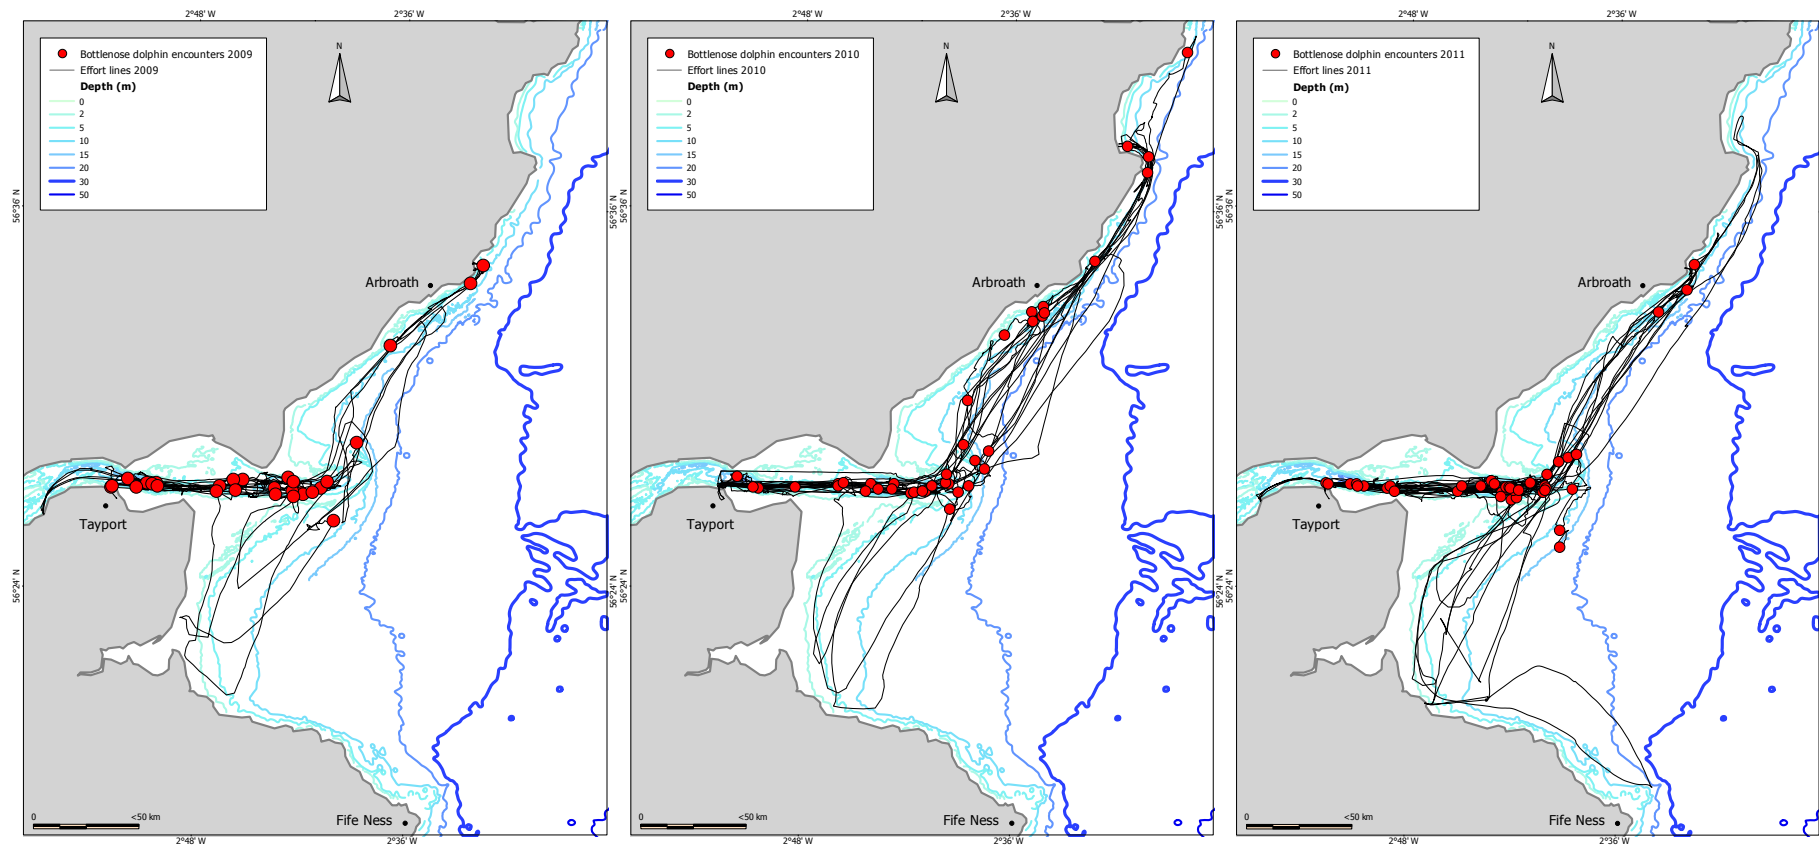 2°48' W
2°36' W
N
Bottlenose dolphin encounters 2009
Effort lines 2009
Depth (m)
0
2
5
10
15
20
30
50
56°36' N
Arbroath
Tayport
56°24' N
Fife Ness
0
<50 km
2°48' W
2°36' W
2°48' W
2°36' W
N
Bottlenose dolphin encounters 2010
Effort lines 2010
Depth (m)
0
2
5
10
15
20
30
50
56°36' N
Arbroath
Tayport
56°24' N
Fife Ness
0
<50 km
2°48' W
2°36' W
2°48' W
2°36' W
N
Bottlenose dolphin encounters 2011
Effort lines 2011
Depth (m)
0
2
5
10
15
20
30
50
56°36' N
56°36' N
Arbroath
Tayport
56°24' N
56°24' N
Fife Ness
0
<50 km
2°48' W
2°36' W